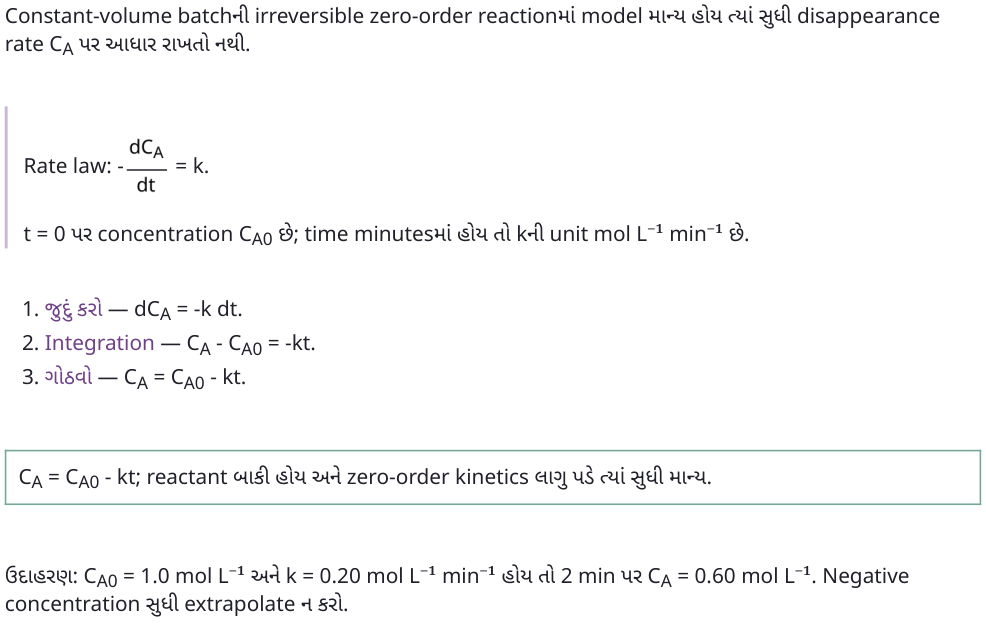 Constant-volume batchની irreversible zero-order reactionમાં model માન્ય હોય ત્યાં સુધી disappearance
rate C_A પર આધાર રાખતો નથી.
Rate law: -dC_A/dt = k.
t = 0 પર concentration C_A0 છે; time minutesમાં હોય તો kની unit mol L⁻¹ min⁻¹ છે.
1. જુદું કરો — dC_A = -k dt.
2. Integration — C_A - C_A0 = -kt.
3. ગોઠવો — C_A = C_A0 - kt.
C_A = C_A0 - kt; reactant બાકી હોય અને zero-order kinetics લાગુ પડે ત્યાં સુધી માન્ય.
ઉદાહરણ: C_A0 = 1.0 mol L⁻¹ અને k = 0.20 mol L⁻¹ min⁻¹ હોય તો 2 min પર C_A = 0.60 mol L⁻¹. Negative
concentration સુધી extrapolate ન કરો.